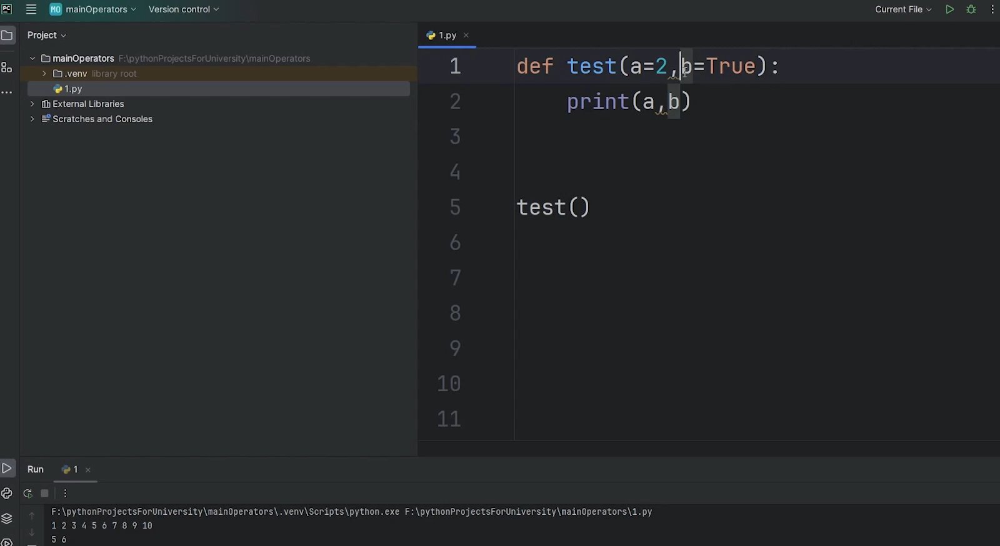 PC MO mainOperators Version control Current File
Project
1.py
mainOperators F:\pythonProjectsForUniversity\mainOperators
.venv library root
1.py
External Libraries
Scratches and Consoles
1 def test(a=2,b=True):
2 print(a,b)
3
4
5 test()
6
7
8
9
10
11
Run 1
F:\pythonProjectsForUniversity\mainOperators\.venv\Scripts\python.exe F:\pythonProjectsForUniversity\mainOperators\1.py
1 2 3 4 5 6 7 8 9 10
5 6